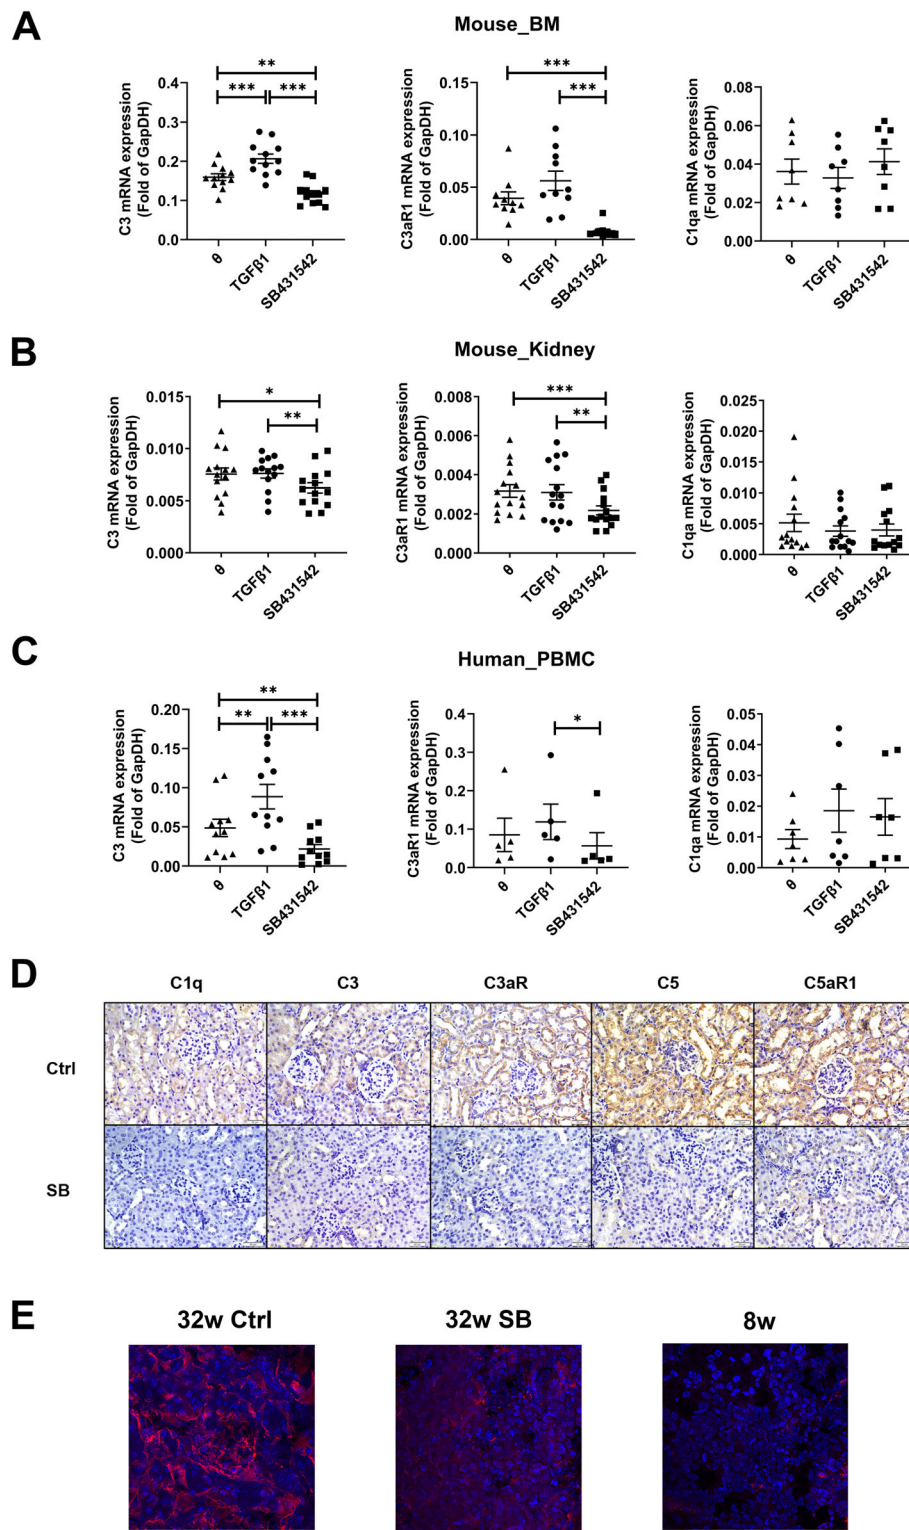 A
Mouse_BM
C3 mRNA expression
(Fold of GapDH)
0.4
0.3
0.2
0.1
0.0
**
***
***
θ
TGFβ1
SB431542
C3aR1 mRNA expression
(Fold of GapDH)
0.15
0.10
0.05
0.00
***
***
θ
TGFβ1
SB431542
C1qa mRNA expression
(Fold of GapDH)
0.08
0.06
0.04
0.02
0.00
θ
TGFβ1
SB431542
B
Mouse_Kidney
C3 mRNA expression
(Fold of GapDH)
0.015
0.010
0.005
0.000
*
**
θ
TGFβ1
SB431542
C3aR1 mRNA expression
(Fold of GapDH)
0.008
0.006
0.004
0.002
0.000
***
**
θ
TGFβ1
SB431542
C1qa mRNA expression
(Fold of GapDH)
0.025
0.020
0.015
0.010
0.005
0.000
θ
TGFβ1
SB431542
C
Human_PBMC
C3 mRNA expression
(Fold of GapDH)
0.20
0.15
0.10
0.05
0.00
**
**
***
θ
TGFβ1
SB431542
C3aR1 mRNA expression
(Fold of GapDH)
0.4
0.3
0.2
0.1
0.0
*
θ
TGFβ1
SB431542
C1qa mRNA expression
(Fold of GapDH)
0.05
0.04
0.03
0.02
0.01
0.00
θ
TGFβ1
SB431542
D
C1q
C3
C3aR
C5
C5aR1
Ctrl
SB
E
32w Ctrl
32w SB
8w